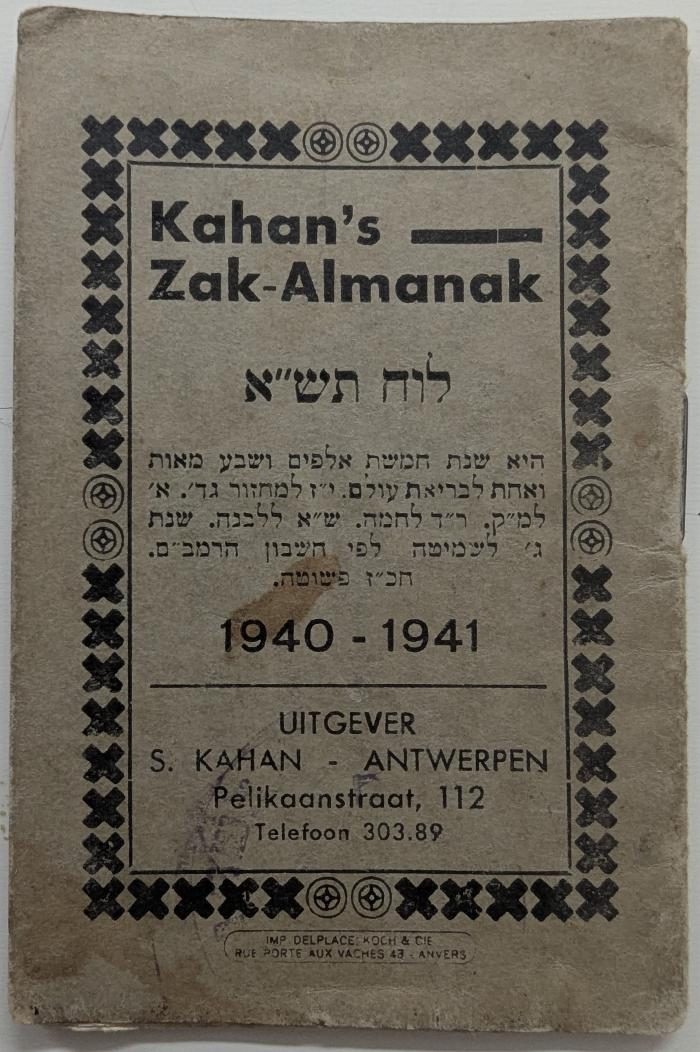 Kahan's
Zak-Almanak
לוח תש״א
היא שנת חמשת אלפים ושבע מאות
ואחת לבריאת עולם. י״ז למחזור גד׳. א׳
למ״ק. ר״ד לחמה. ש״א ללבנה. שנת
ג׳ לשמיטה לפי חשבון הרמב״ם.
חכ״ז פשוטה.
1940 - 1941
UITGEVER
S. KAHAN - ANTWERPEN
Pelikaanstraat, 112
Telefoon 303.89
IMP. DELPLACE, KOCH & CIE
RUE PORTE AUX VACHES 43 - ANVERS